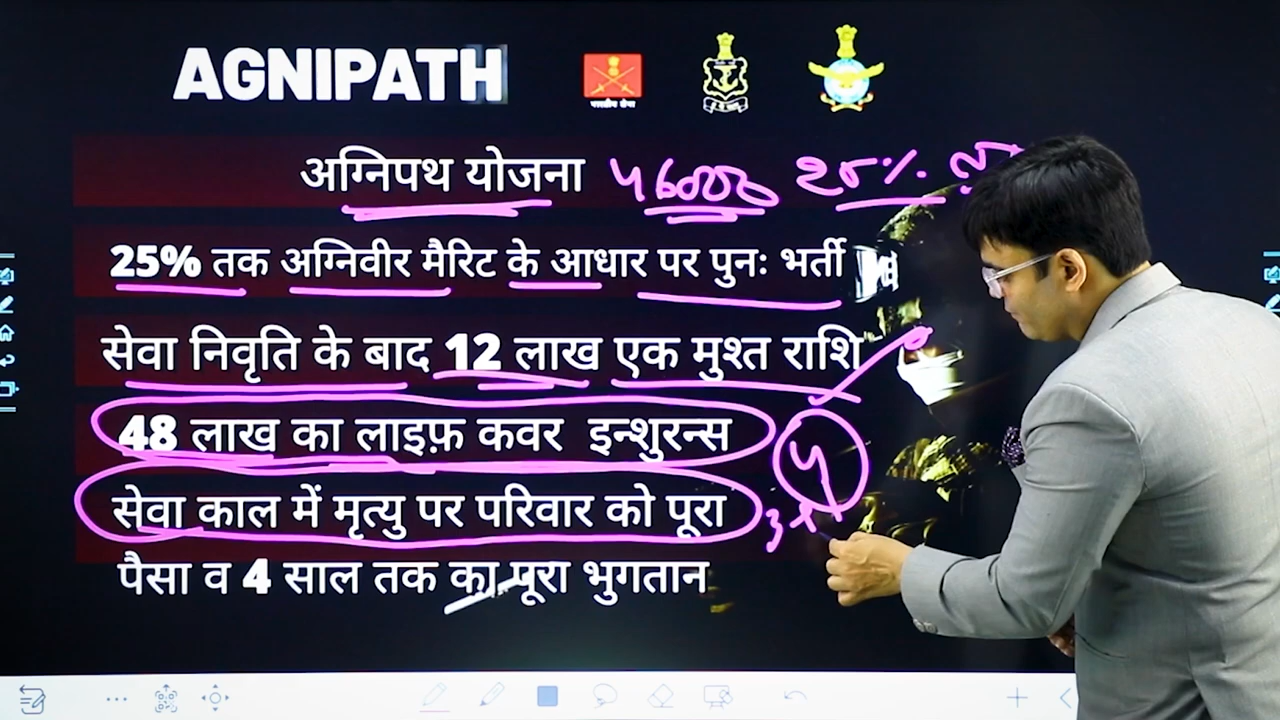 AGNIPATH
भारतीय सेना
अग्निपथ योजना 46000 25%
25% तक अग्निवीर मैरिट के आधार पर पुनः भर्ती
सेवा निवृति के बाद 12 लाख एक मुश्त राशि
48 लाख का लाइफ़ कवर इन्शुरन्स
सेवा काल में मृत्यु पर परिवार को पूरा
पैसा व 4 साल तक का पूरा भुगतान